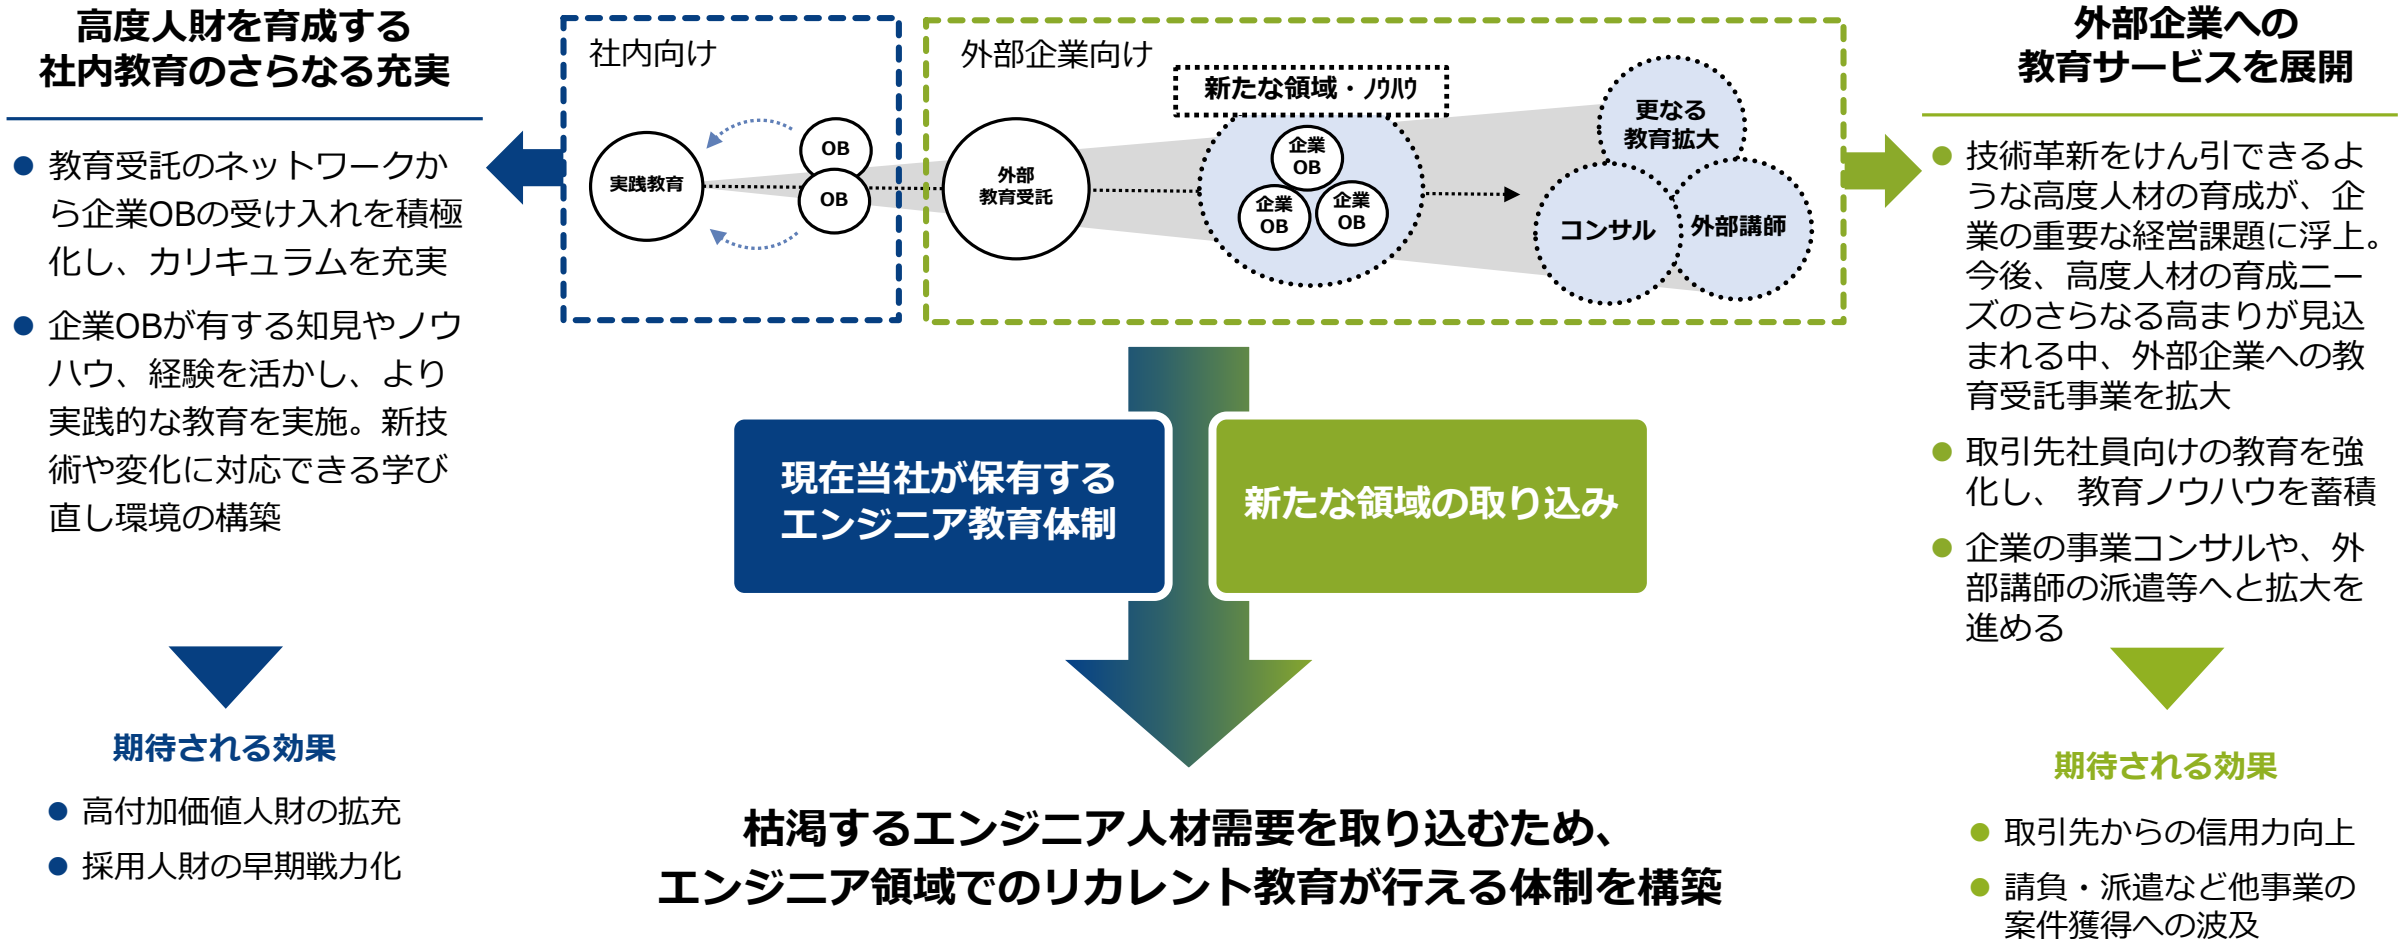 高度人財を育成する
社内教育のさらなる充実
教育受託のネットワークか
ら企業OBの受け入れを積極
化し、カリキュラムを充実
企業OBが有する知見やノウ
ハウ、経験を活かし、より
実践的な教育を実施。新技
術や変化に対応できる学び
直し環境の構築
期待される効果
高付加価値人財の拡充
採用人財の早期戦力化
社内向け
実践教育
OB
OB
外部企業向け
外部
教育受託
新たな領域・ノウハウ
企業
OB
企業
OB
企業
OB
更なる
教育拡大
コンサル
外部講師
現在当社が保有する
エンジニア教育体制
新たな領域の取り込み
枯渇するエンジニア人材需要を取り込むため、
エンジニア領域でのリカレント教育が行える体制を構築
外部企業への
教育サービスを展開
技術革新をけん引できるよ
うな高度人材の育成が、企
業の重要な経営課題に浮上。
今後、高度人材の育成ニー
ズのさらなる高まりが見込
まれる中、外部企業への教
育受託事業を拡大
取引先社員向けの教育を強
化し、 教育ノウハウを蓄積
企業の事業コンサルや、外
部講師の派遣等へと拡大を
進める
期待される効果
取引先からの信用力向上
請負・派遣など他事業の
案件獲得への波及